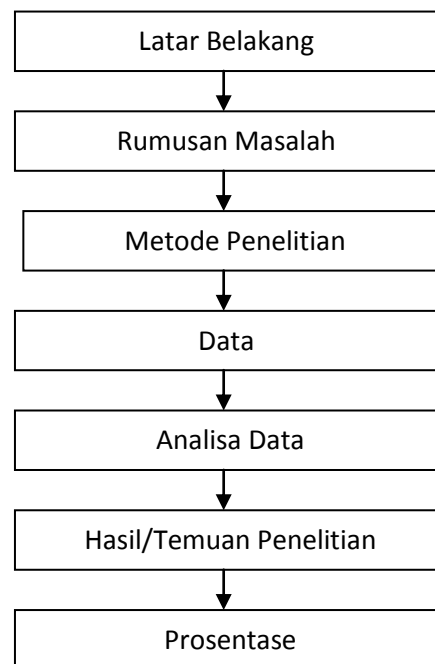 Latar Belakang
Rumusan Masalah
Metode Penelitian
Data
Analisa Data
Hasil/Temuan Penelitian
Prosentase